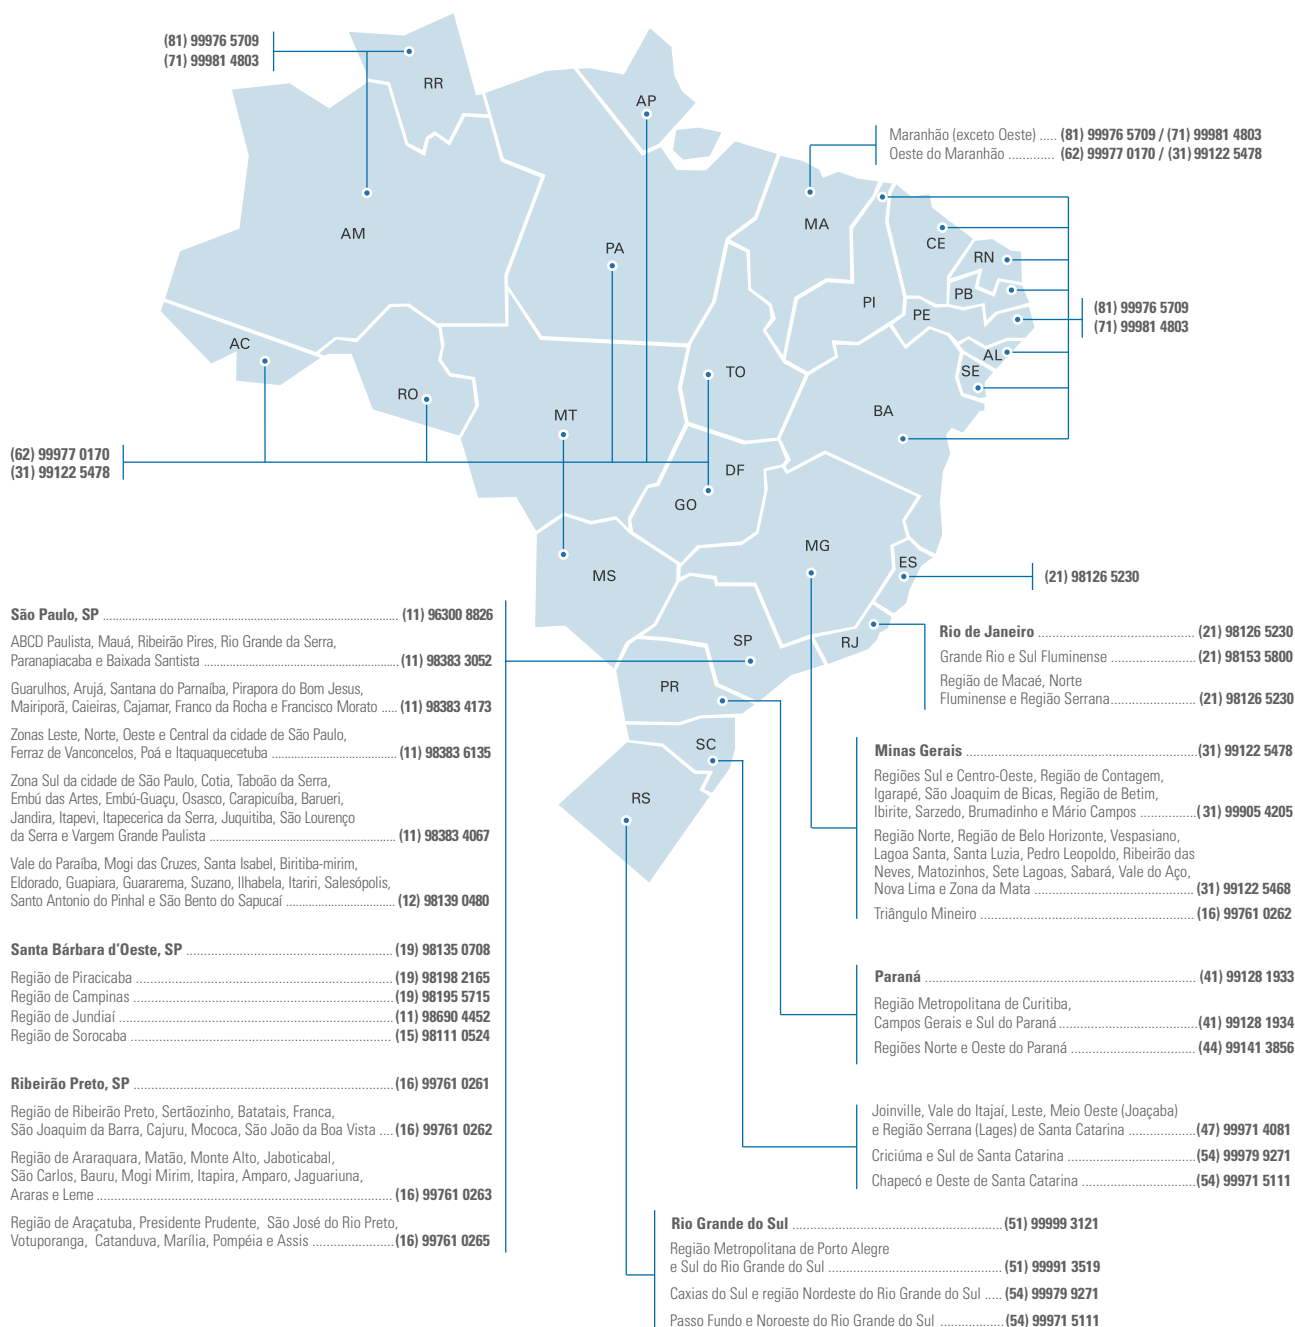 (81) 99976 5709
(71) 99981 4803
RR
AP
Maranhão (exceto Oeste) ..... (81) 99976 5709 / (71) 99981 4803
Oeste do Maranhão ............. (62) 99977 0170 / (31) 99122 5478
AM
PA
MA
CE
RN
PI
PB
PE
(81) 99976 5709
(71) 99981 4803
AC
AL
SE
RO
TO
MT
BA
(62) 99977 0170
(31) 99122 5478
DF
GO
MG
ES
MS
(21) 98126 5230
SP
RJ
PR
SC
RS
São Paulo, SP ..... (11) 96300 8826
ABCD Paulista, Mauá, Ribeirão Pires, Rio Grande da Serra,
Paranapiacaba e Baixada Santista ..... (11) 98383 3052
Guarulhos, Arujá, Santana do Parnaíba, Pirapora do Bom Jesus,
Mairiporã, Caieiras, Cajamar, Franco da Rocha e Francisco Morato ..... (11) 98383 4173
Zonas Leste, Norte, Oeste e Central da cidade de São Paulo,
Ferraz de Vanconcelos, Poá e Itaquaquecetuba ..... (11) 98383 6135
Zona Sul da cidade de São Paulo, Cotia, Taboão da Serra,
Embú das Artes, Embú-Guaçu, Osasco, Carapicuíba, Barueri,
Jandira, Itapevi, Itapecerica da Serra, Juquitiba, São Lourenço
da Serra e Vargem Grande Paulista ..... (11) 98383 4067
Vale do Paraíba, Mogi das Cruzes, Santa Isabel, Biritiba-mirim,
Eldorado, Guapiara, Guararema, Suzano, Ilhabela, Itariri, Salesópolis,
Santo Antonio do Pinhal e São Bento do Sapucaí ..... (12) 98139 0480
Santa Bárbara d'Oeste, SP ..... (19) 98135 0708
Região de Piracicaba ..... (19) 98198 2165
Região de Campinas ..... (19) 98195 5715
Região de Jundiaí ..... (11) 98690 4452
Região de Sorocaba ..... (15) 98111 0524
Ribeirão Preto, SP ..... (16) 99761 0261
Região de Ribeirão Preto, Sertãozinho, Batatais, Franca,
São Joaquim da Barra, Cajuru, Mococa, São João da Boa Vista .... (16) 99761 0262
Região de Araraquara, Matão, Monte Alto, Jaboticabal,
São Carlos, Bauru, Mogi Mirim, Itapira, Amparo, Jaguariuna,
Araras e Leme ..... (16) 99761 0263
Região de Araçatuba, Presidente Prudente, São José do Rio Preto,
Votuporanga, Catanduva, Marília, Pompéia e Assis ..... (16) 99761 0265
Rio de Janeiro ..... (21) 98126 5230
Grande Rio e Sul Fluminense ..... (21) 98153 5800
Região de Macaé, Norte
Fluminense e Região Serrana ..... (21) 98126 5230
Minas Gerais ..... (31) 99122 5478
Regiões Sul e Centro-Oeste, Região de Contagem,
Igarapé, São Joaquim de Bicas, Região de Betim,
Ibirite, Sarzedo, Brumadinho e Mário Campos ..... (31) 99905 4205
Região Norte, Região de Belo Horizonte, Vespasiano,
Lagoa Santa, Santa Luzia, Pedro Leopoldo, Ribeirão das
Neves, Matozinhos, Sete Lagoas, Sabará, Vale do Aço,
Nova Lima e Zona da Mata ..... (31) 99122 5468
Triângulo Mineiro ..... (16) 99761 0262
Paraná ..... (41) 99128 1933
Região Metropolitana de Curitiba,
Campos Gerais e Sul do Paraná ..... (41) 99128 1934
Regiões Norte e Oeste do Paraná ..... (44) 99141 3856
Joinville, Vale do Itajaí, Leste, Meio Oeste (Joaçaba)
e Região Serrana (Lages) de Santa Catarina ..... (47) 99971 4081
Criciúma e Sul de Santa Catarina ..... (54) 99979 9271
Chapecó e Oeste de Santa Catarina ..... (54) 99971 5111
Rio Grande do Sul ..... (51) 99999 3121
Região Metropolitana de Porto Alegre
e Sul do Rio Grande do Sul ..... (51) 99991 3519
Caxias do Sul e região Nordeste do Rio Grande do Sul ..... (54) 99979 9271
Passo Fundo e Noroeste do Rio Grande do Sul ..... (54) 99971 5111